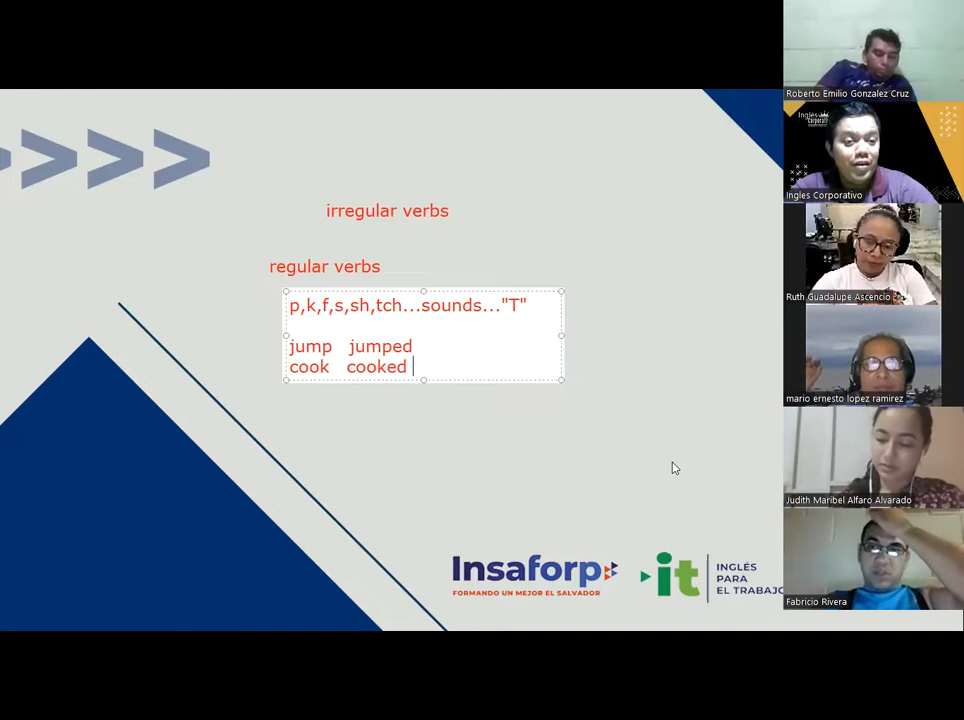 irregular verbs
regular verbs
p,k,f,s,sh,tch...sounds..."T"
jump jumped
cook cooked
Insaforp
FORMANDO UN MEJOR EL SALVADOR
it
INGLÉS
PARA
EL TRABAJO
Roberto Emilio Gonzalez Cruz
Inglés
Corporativo
Ingles Corporativo
Ruth Guadalupe Ascencio
mario ernesto lopez ramirez
Judith Maribel Alfaro Alvarado
Fabricio Rivera